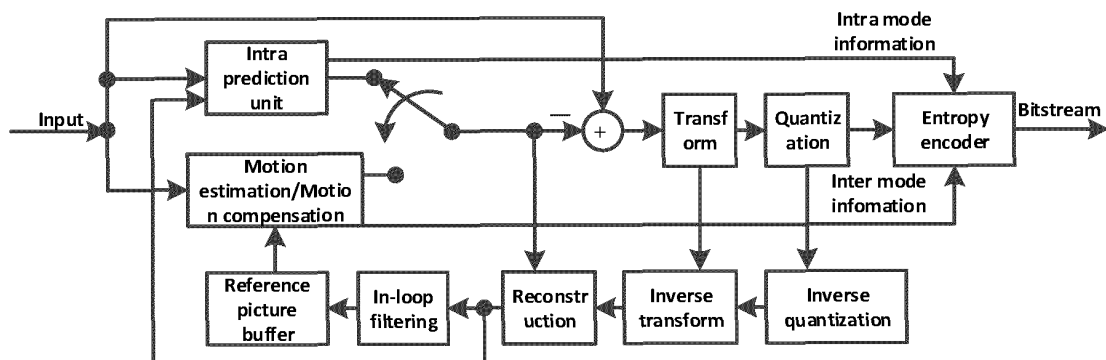 Intra mode
information
Intra
prediction
unit
Input
−
+
Transf
orm
Quantiz
ation
Entropy
encoder
Bitstream
Motion
estimation/Motio
n compensation
Inter mode
infomation
Reference
picture
buffer
In-loop
filtering
Reconstr
uction
Inverse
transform
Inverse
quantization